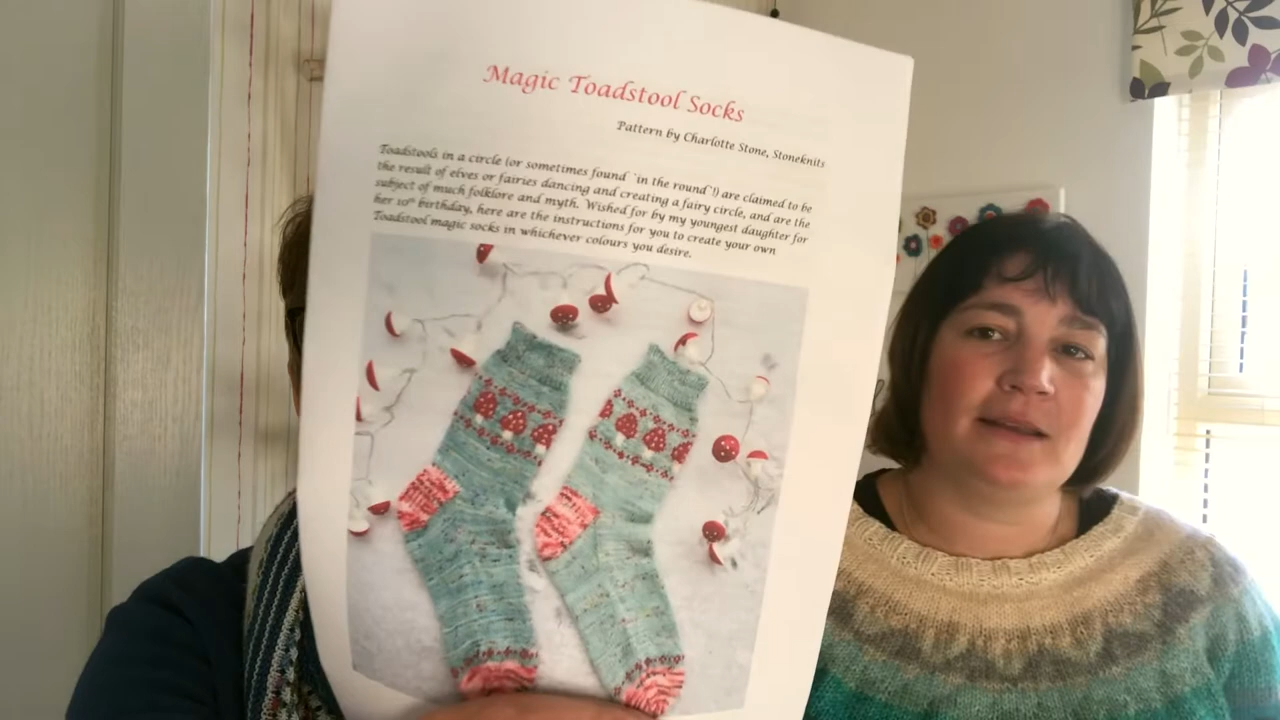 Magic Toadstool Socks
Pattern by Charlotte Stone, Stoneknits
Toadstools in a circle (or sometimes found `in the round`!) are claimed to be
the result of elves or fairies dancing and creating a fairy circle, and are the
subject of much folklore and myth. Wished for by my youngest daughter for
her 10th birthday, here are the instructions for you to create your own
Toadstool magic socks in whichever colours you desire.